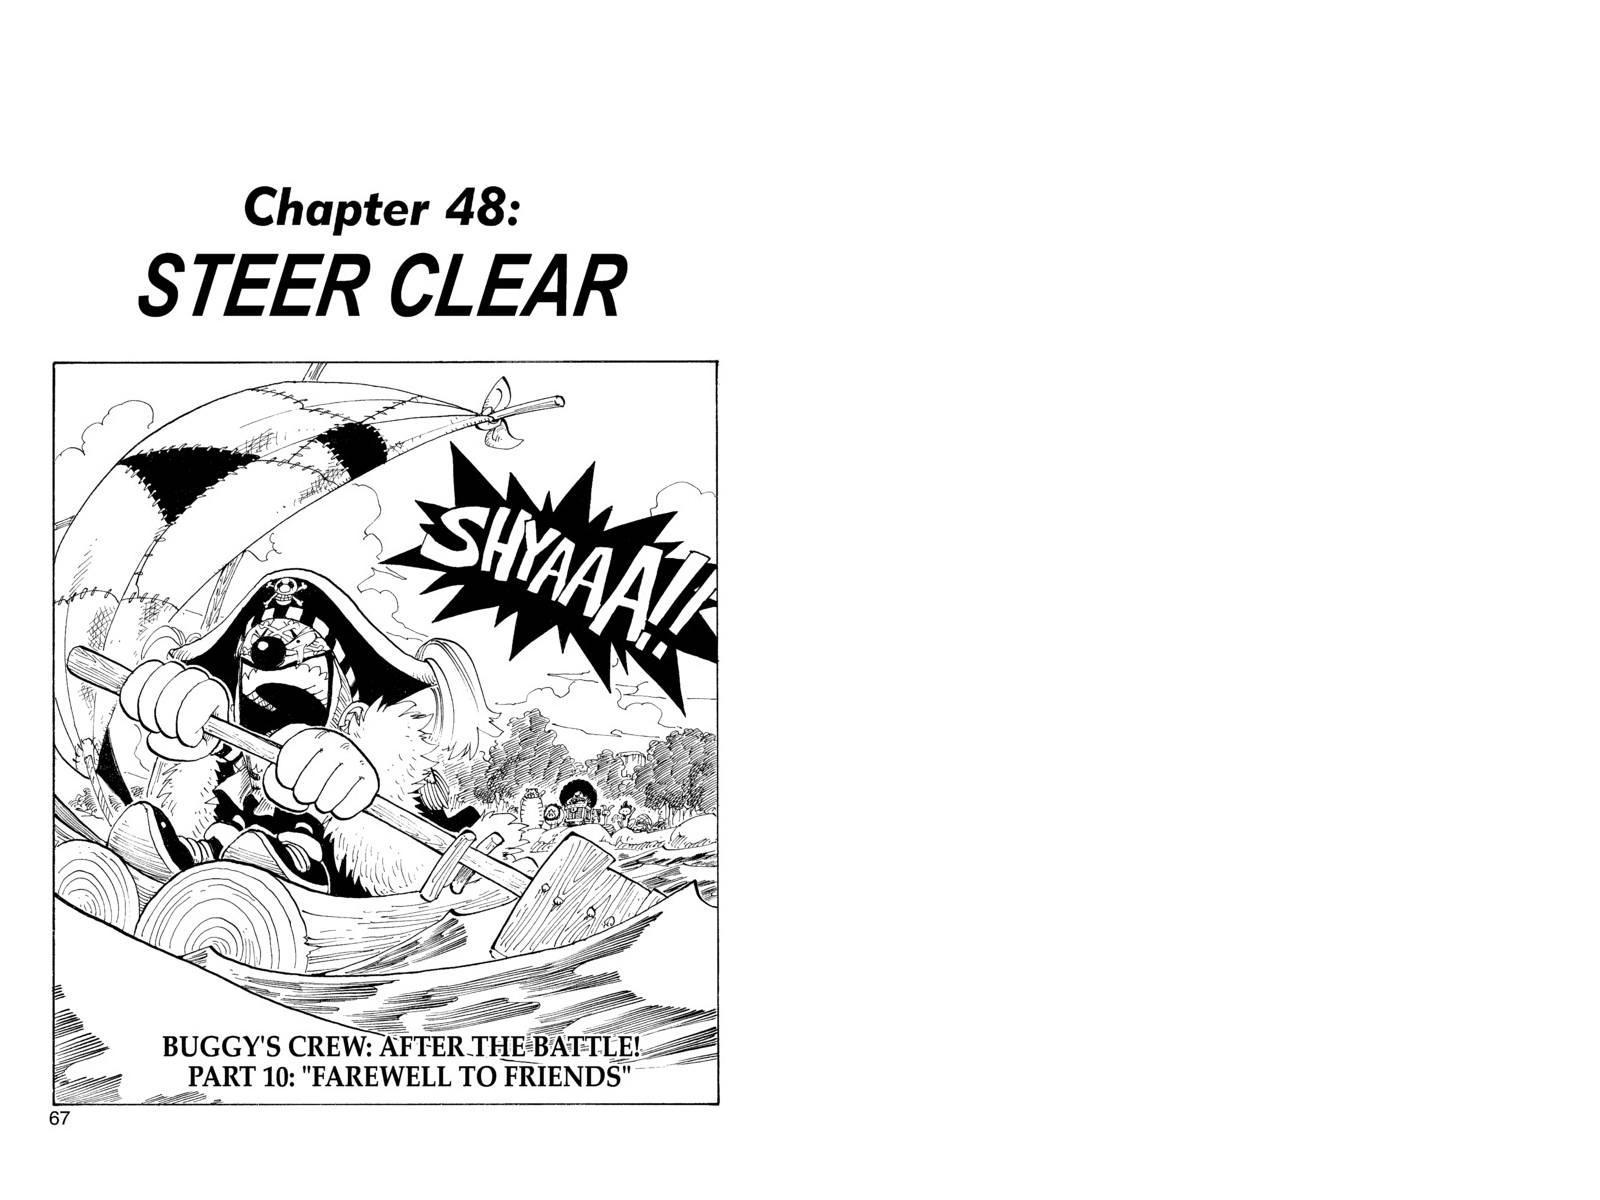 Chapter 48:
STEER CLEAR
SHYAAA!!
BUGGY'S CREW: AFTER THE BATTLE!
PART 10: "FAREWELL TO FRIENDS"
67